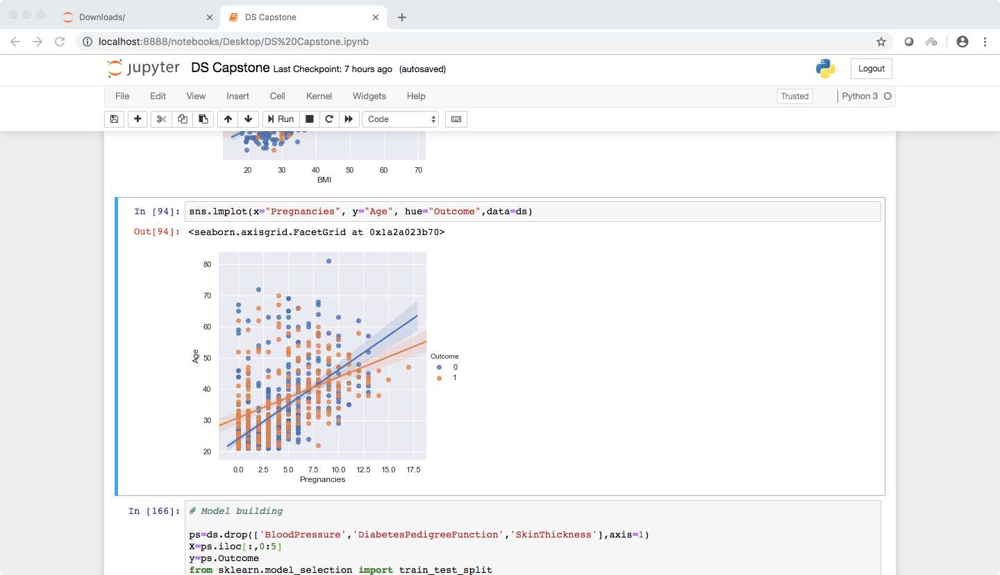 Downloads/
DS Capstone
localhost:8888/notebooks/Desktop/DS%20Capstone.ipynb
jupyter DS Capstone Last Checkpoint: 7 hours ago (autosaved)
Logout
File Edit View Insert Cell Kernel Widgets Help
Trusted
Python 3
Run
Code
20 30 40 50 60 70
BMI
In [94]: sns.lmplot(x="Pregnancies", y="Age", hue="Outcome",data=ds)
Out[94]: <seaborn.axisgrid.FacetGrid at 0x1a2a023b70>
80
70
60
50
40
30
20
Age
Outcome
0
1
0.0 2.5 5.0 7.5 10.0 12.5 15.0 17.5
Pregnancies
In [166]: # Model building
ps=ds.drop(['BloodPressure','DiabetesPedigreeFunction','SkinThickness'],axis=1)
X=ps.iloc[:,0:5]
y=ps.Outcome
from sklearn.model_selection import train_test_split